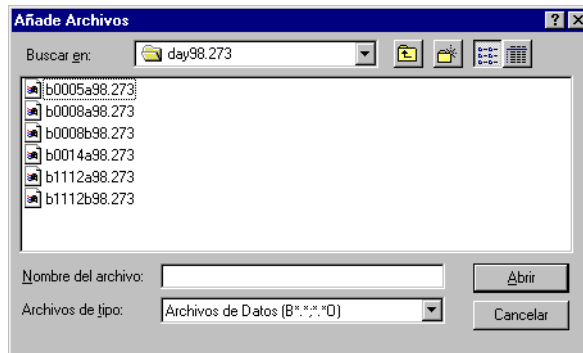 Añade Archivos
Buscar en: day98.273
b0005a98.273
b0008a98.273
b0008b98.273
b0014a98.273
b1112a98.273
b1112b98.273
Nombre del archivo: Abrir
Archivos de tipo: Archivos de Datos (B*.*;*.*O) Cancelar